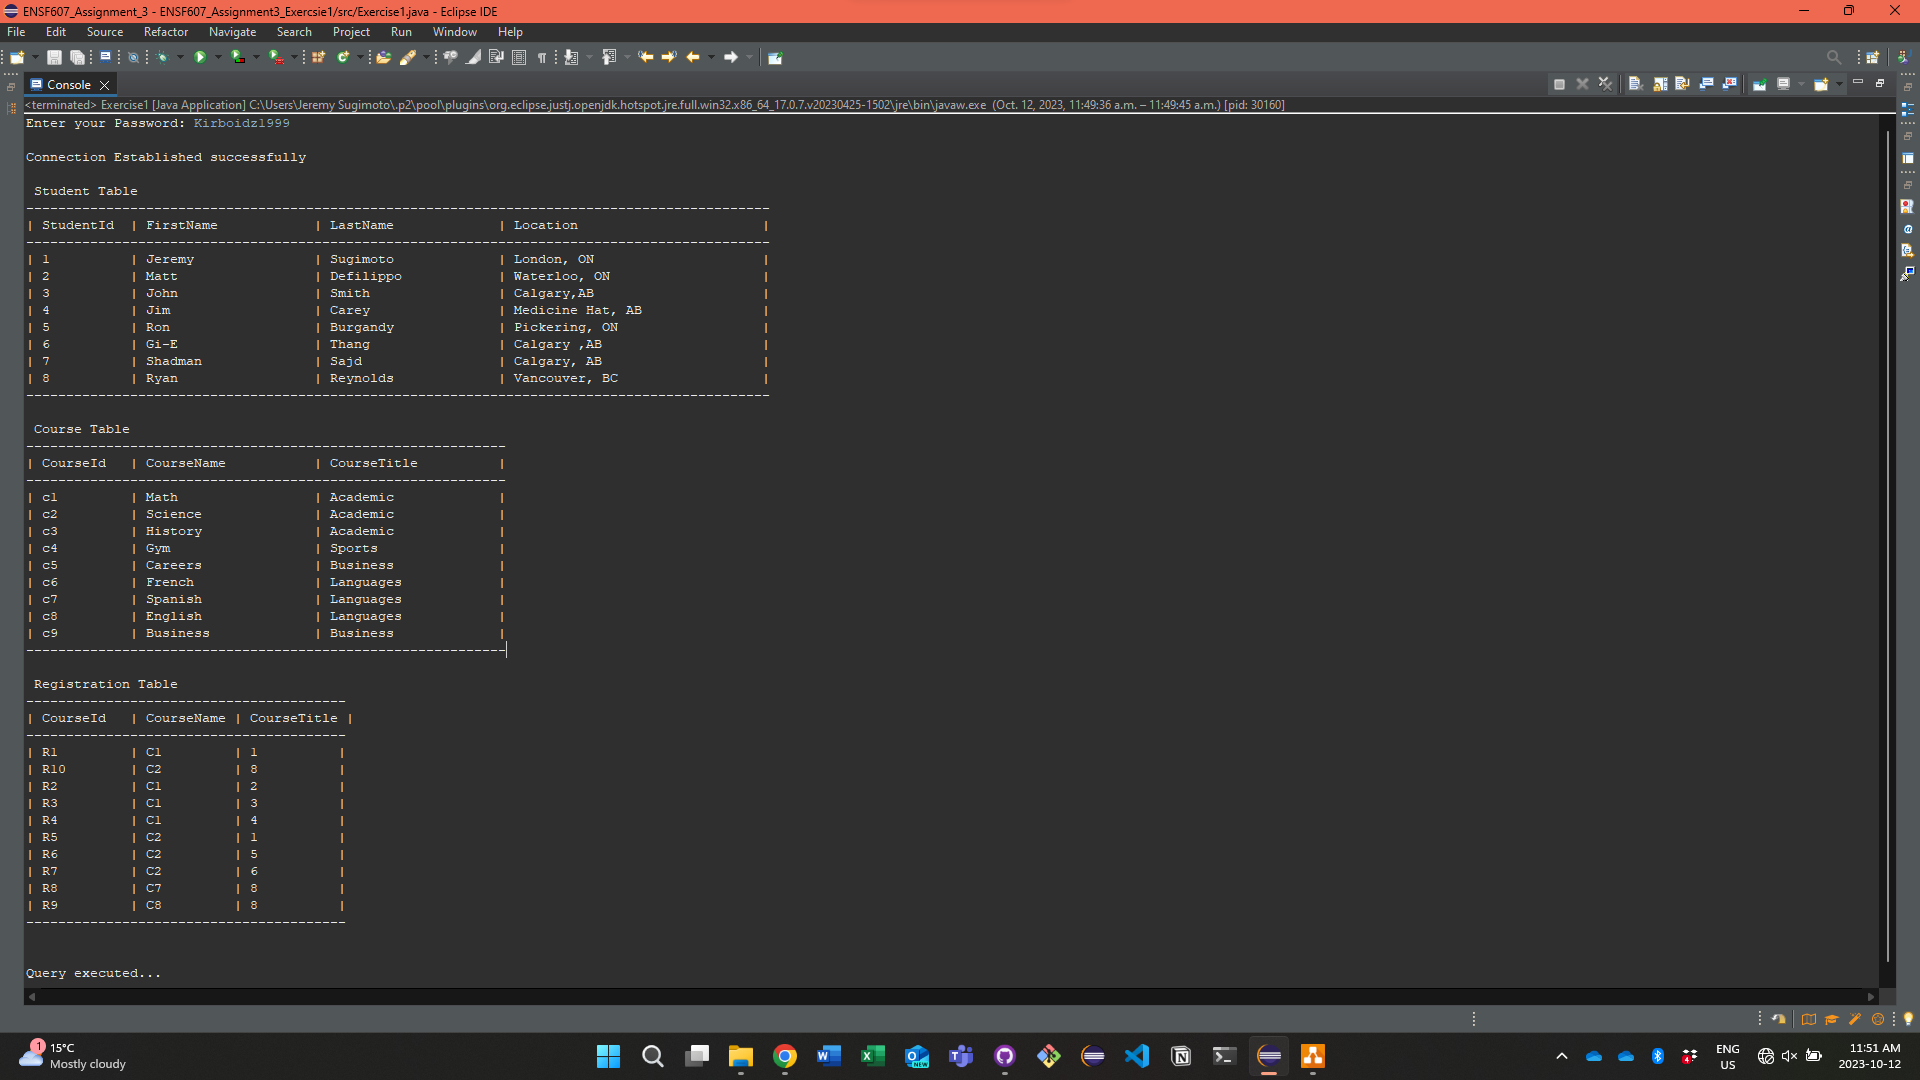 ENSF607_Assignment_3 - ENSF607_Assignment3_Exercsie1/src/Exercise1.java - Eclipse IDE
File Edit Source Refactor Navigate Search Project Run Window Help
Console
<terminated> Exercise1 [Java Application] C:\Users\Jeremy Sugimoto\.p2\pool\plugins\org.eclipse.justj.openjdk.hotspot.jre.full.win32.x86_64_17.0.7.v20230425-1502\jre\bin\javaw.exe (Oct. 12, 2023, 11:49:36 a.m. – 11:49:45 a.m.) [pid: 30160]
Enter your Password: Kirboidz1999
Connection Established successfully
Student Table
---------------------------------------------------------------------------------------------
| StudentId | FirstName | LastName | Location |
---------------------------------------------------------------------------------------------
| 1 | Jeremy | Sugimoto | London, ON |
| 2 | Matt | Defilippo | Waterloo, ON |
| 3 | John | Smith | Calgary,AB |
| 4 | Jim | Carey | Medicine Hat, AB |
| 5 | Ron | Burgandy | Pickering, ON |
| 6 | Gi-E | Thang | Calgary ,AB |
| 7 | Shadman | Sajd | Calgary, AB |
| 8 | Ryan | Reynolds | Vancouver, BC |
---------------------------------------------------------------------------------------------
Course Table
------------------------------------------------------------
| CourseId | CourseName | CourseTitle |
------------------------------------------------------------
| c1 | Math | Academic |
| c2 | Science | Academic |
| c3 | History | Academic |
| c4 | Gym | Sports |
| c5 | Careers | Business |
| c6 | French | Languages |
| c7 | Spanish | Languages |
| c8 | English | Languages |
| c9 | Business | Business |
------------------------------------------------------------
Registration Table
----------------------------------------
| CourseId | CourseName | CourseTitle |
----------------------------------------
| R1 | C1 | 1 |
| R10 | C2 | 8 |
| R2 | C1 | 2 |
| R3 | C1 | 3 |
| R4 | C1 | 4 |
| R5 | C2 | 1 |
| R6 | C2 | 5 |
| R7 | C2 | 6 |
| R8 | C7 | 8 |
| R9 | C8 | 8 |
----------------------------------------
Query executed...
1
15°C
Mostly cloudy
NEW
4
ENG
US
11:51 AM
2023-10-12